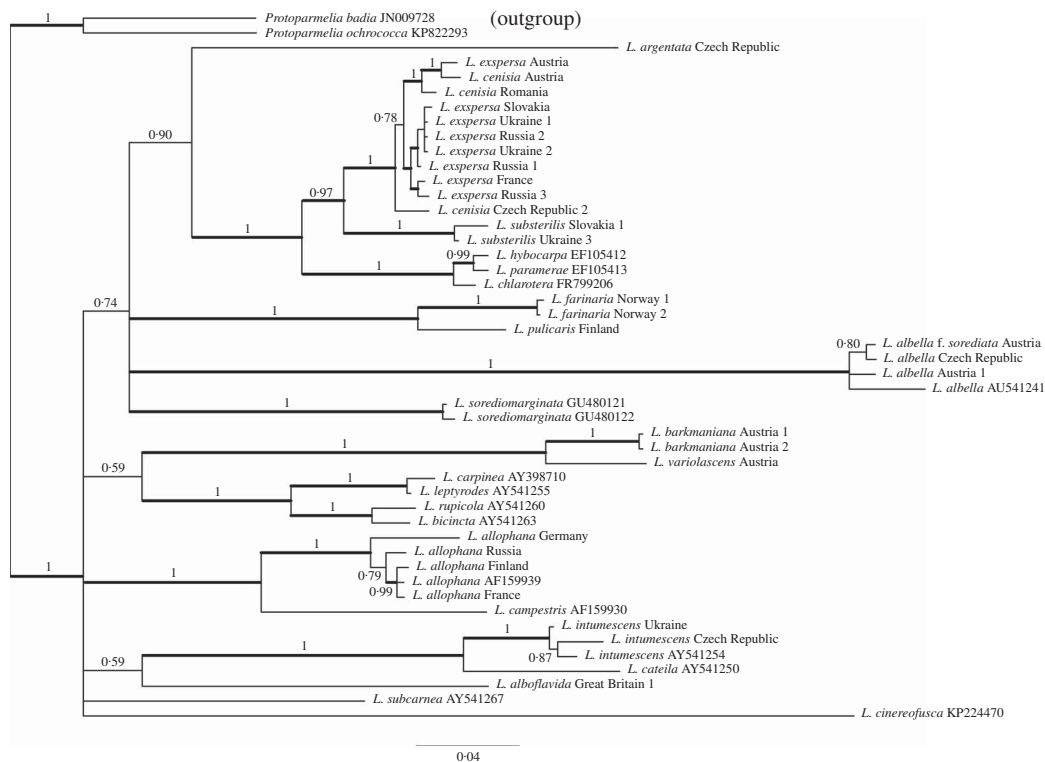 1
Protoparmelia badia JN009728
(outgroup)
Protoparmelia ochrococca KP822293
L. argentata Czech Republic
L. exspersa Austria
1
L. cenisia Austria
1
L. cenisia Romania
L. exspersa Slovakia
0·78
L. exspersa Ukraine 1
L. exspersa Russia 2
0·90
L. exspersa Ukraine 2
1
L. exspersa Russia 1
L. exspersa France
0·97
L. exspersa Russia 3
L. cenisia Czech Republic 2
1
L. substerilis Slovakia 1
1
L. substerilis Ukraine 3
0·99
L. hybocarpa EF105412
1
L. paramerae EF105413
L. chlarotera FR799206
0·74
1
L. farinaria Norway 1
1
L. farinaria Norway 2
L. pulicaris Finland
0·80
L. albella f. sorediata Austria
L. albella Czech Republic
1
L. albella Austria 1
L. albella AU541241
1
L. sorediomarginata GU480121
L. sorediomarginata GU480122
1
L. barkmaniana Austria 1
1
L. barkmaniana Austria 2
L. variolascens Austria
0·59
1
L. carpinea AY398710
1
L. leptyrodes AY541255
1
L. rupicola AY541260
L. bicincta AY541263
L. allophana Germany
1
L. allophana Russia
L. allophana Finland
1
1
0·79
L. allophana AF159939
0·99
L. allophana France
L. campestris AF159930
1
L. intumescens Ukraine
L. intumescens Czech Republic
1
0·87
L. intumescens AY541254
0·59
L. cateila AY541250
L. alboflavida Great Britain 1
L. subcarnea AY541267
L. cinereofusca KP224470
0·04